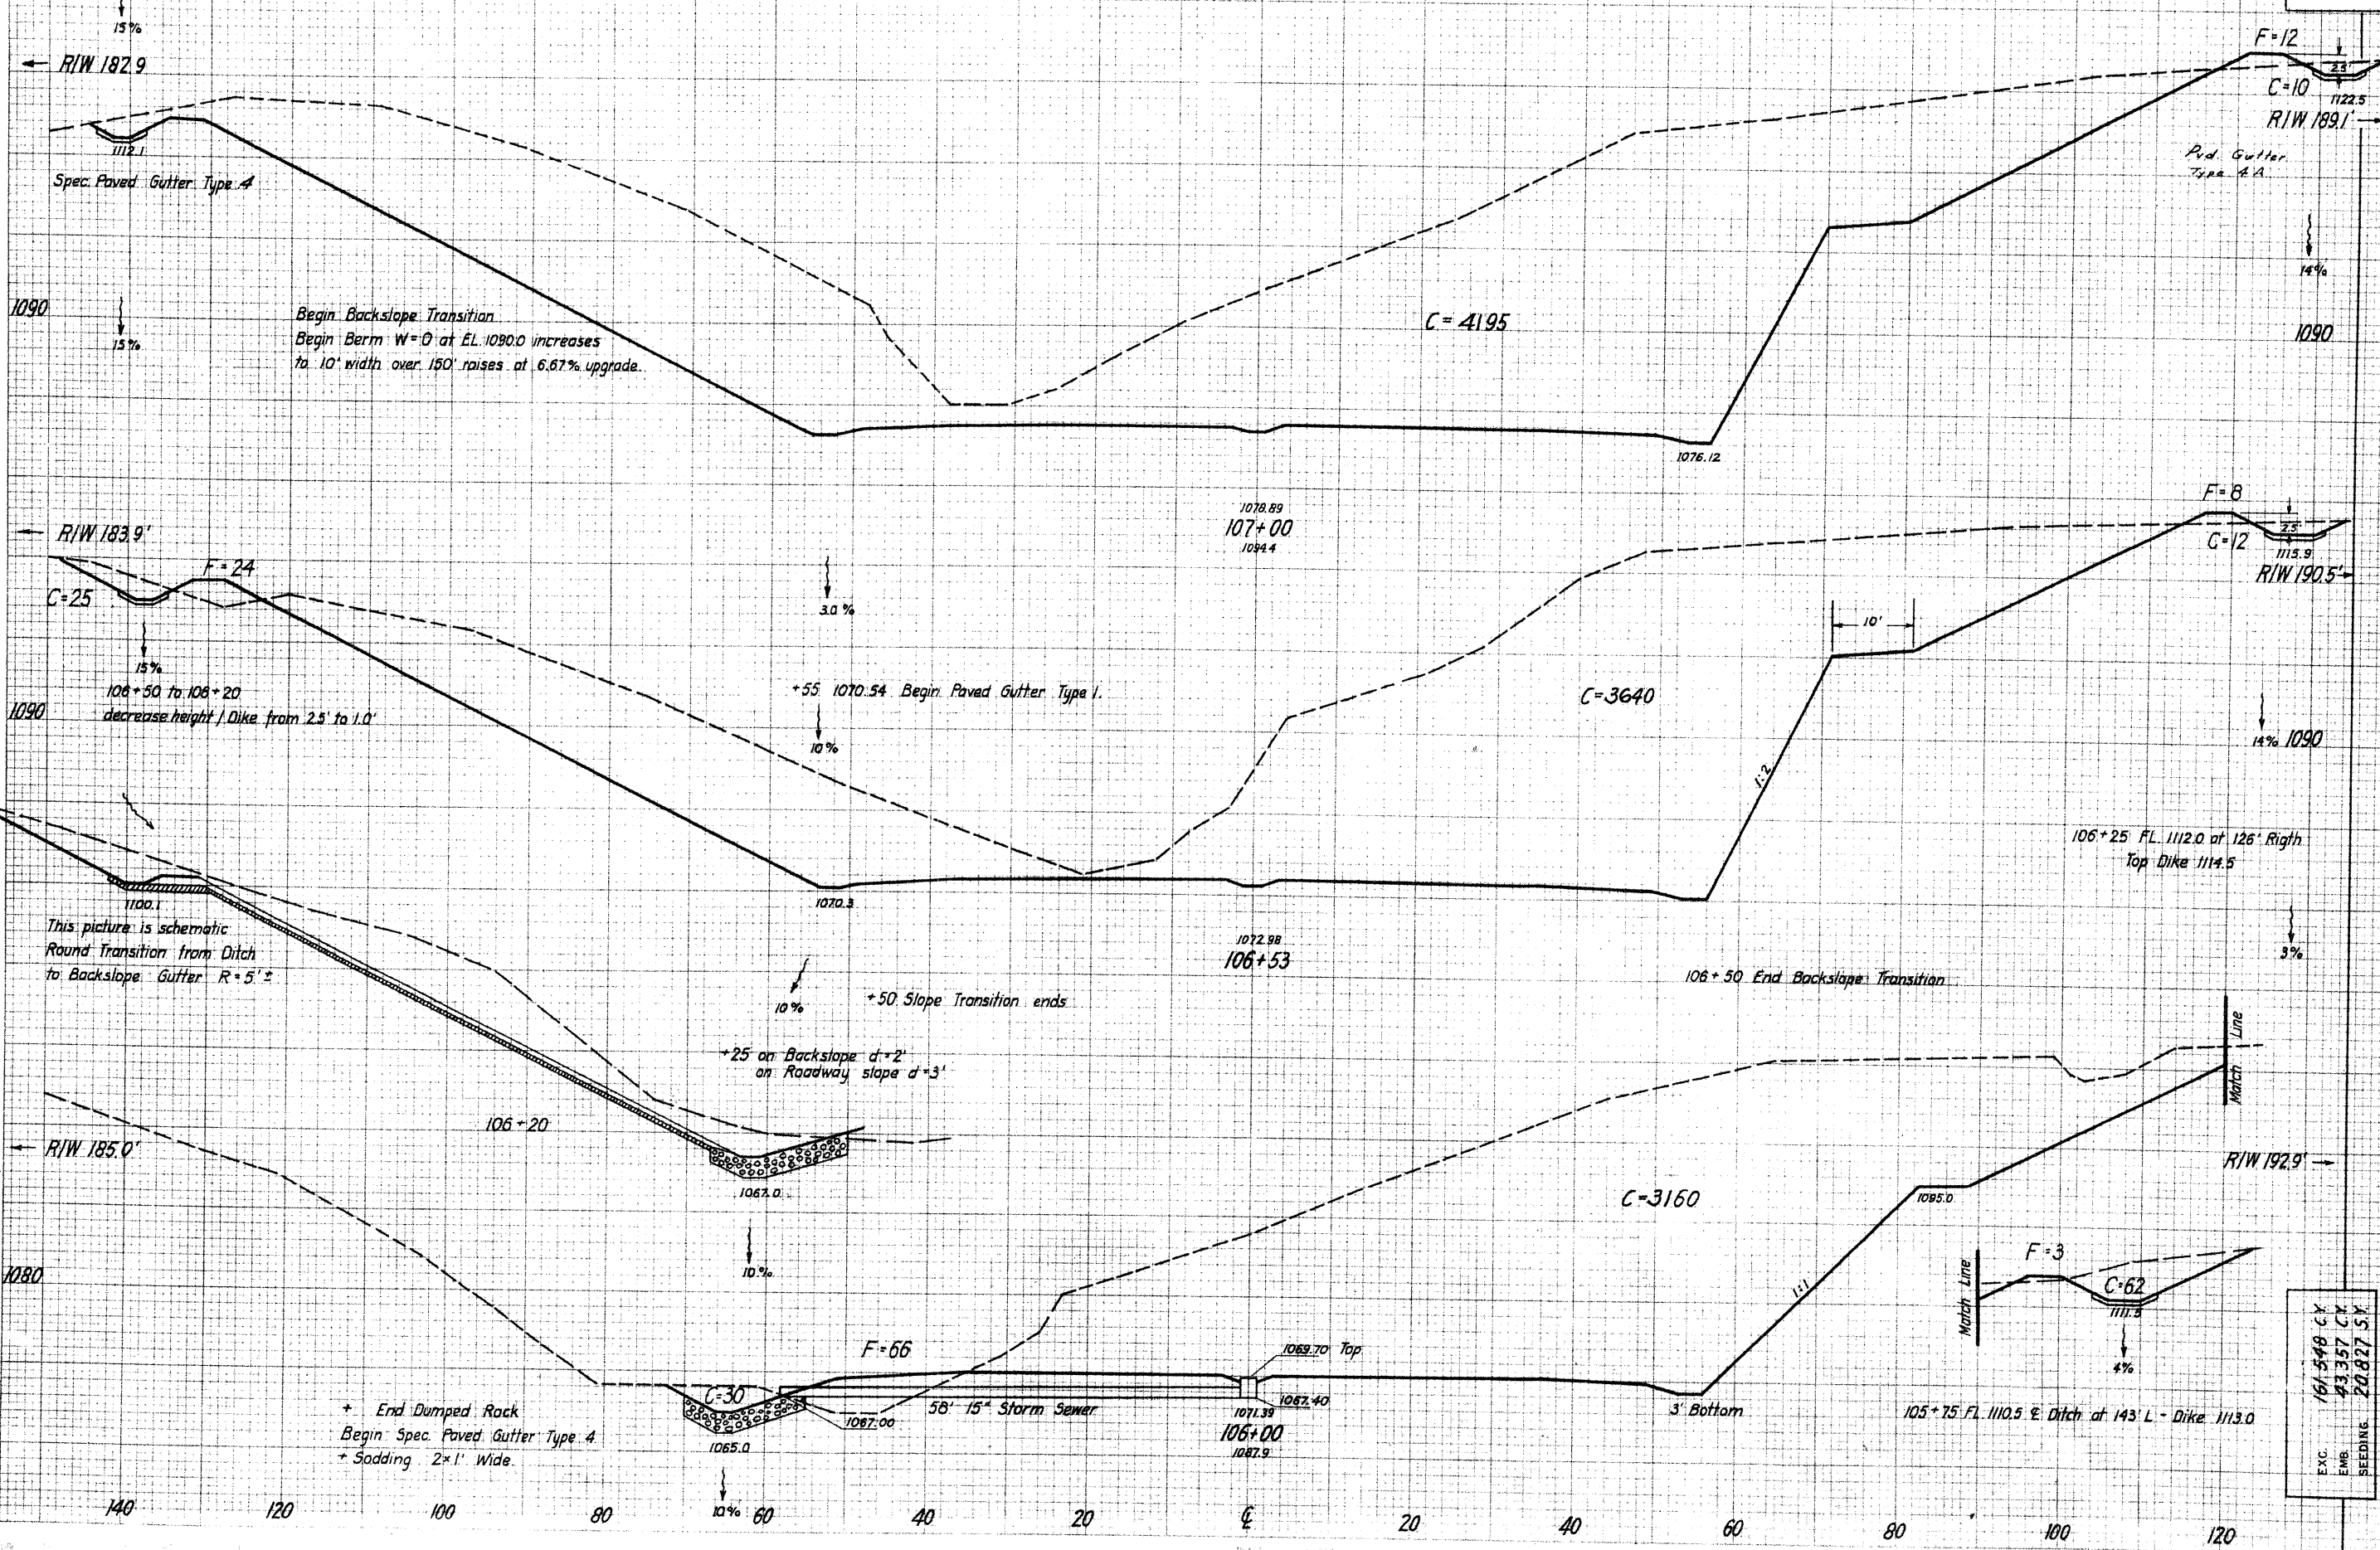 15%
R/W 182.9
F=12
2.5'
C=10
1122.5
R/W 189.1'
1112.1
Spec. Paved Gutter Type 4
Pvd. Gutter
Type 4A
14%
1090
15%
Begin Backslope Transition
Begin Berm W=0 at EL. 1090.0 increases
to 10' width over 150' raises at 6.67% upgrade.
C=4195
1090
1076.12
F=8
2.5'
C=12
1115.9
R/W 190.5'
R/W 183.9'
1078.89
107+00
1094.4
F=24
C=25
3.0%
10'
15%
106+50 to 106+20
decrease height / Dike from 2.5' to 1.0'
1090
+55 1070.54 Begin Paved Gutter Type 1.
10%
C=3640
14%
1090
1:2
106+25 FL. 1112.0 at 126' Rigth
Top Dike 1114.5
1100.1
1070.3
This picture is schematic
Round Transition from Ditch
to Backslope Gutter R=5'±
1072.98
106+53
3%
106+50 End Backslope Transition
10%
+50 Slope Transition ends
+25 on Backslope d=2'
on Roadway slope d=3'
Match Line
106+20
R/W 185.0'
R/W 192.9'
1067.0
C=3160
1095.0
10%
1080
Match Line
F=3
C=62
1111.5
4%
1:1
F=66
1069.70 Top
C=30
1067.00
58' 15" Storm Sewer
1067.40
1071.39
106+00
1087.9
3' Bottom
105+75 FL. 1110.5 ℄ Ditch at 143' L - Dike 1113.0
+ End Dumped Rock
Begin Spec. Paved Gutter Type 4
+ Sodding 2×1' Wide.
1065.0
10%
EXC. 161,548 C.Y.
EMB. 43,357 C.Y.
SEEDING 20,827 S.Y.
140 120 100 80 60 40 20 ℄ 20 40 60 80 100 120